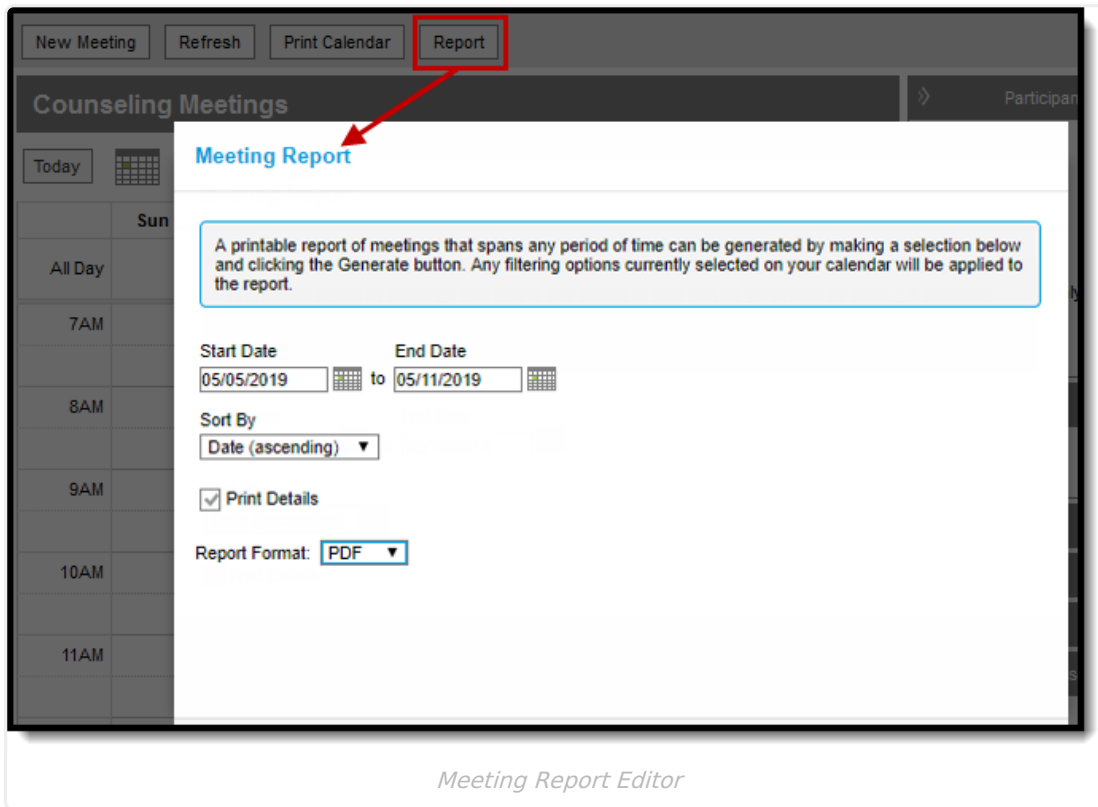 New Meeting Refresh Print Calendar Report
Counseling Meetings
Today
Sun
All Day
7AM
8AM
9AM
10AM
11AM
Meeting Report
A printable report of meetings that spans any period of time can be generated by making a selection below
and clicking the Generate button. Any filtering options currently selected on your calendar will be applied to
the report.
Start Date End Date
05/05/2019 to 05/11/2019
Sort By
Date (ascending)
Print Details
Report Format: PDF
Meeting Report Editor